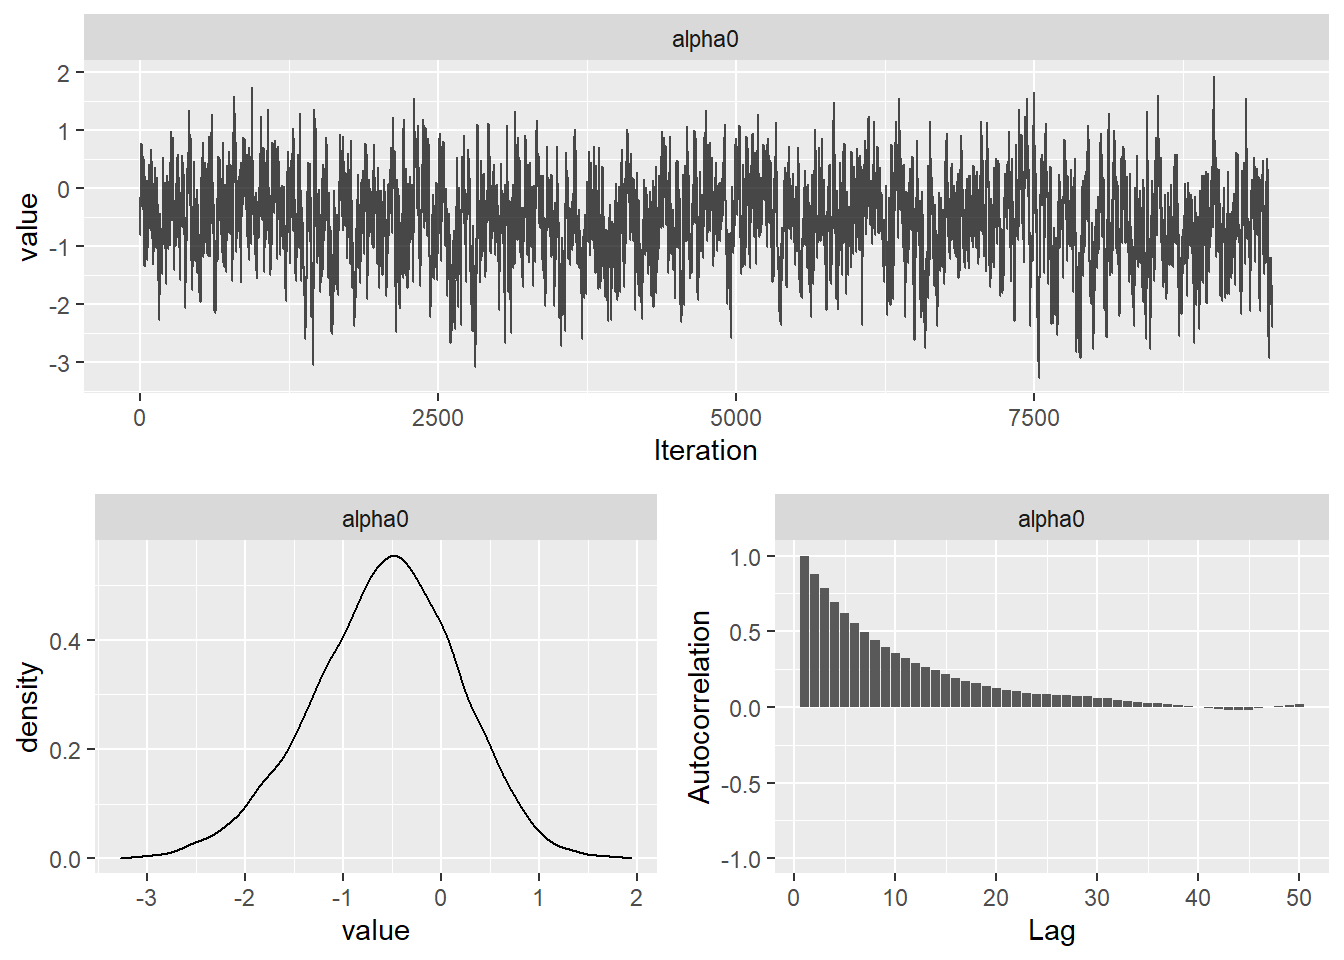 alpha0
2
1
0
-1
-2
-3
value
0 2500 5000 7500
Iteration
alpha0
0.4
0.2
0.0
density
-3 -2 -1 0 1 2
value
alpha0
1.0
0.5
0.0
-0.5
-1.0
Autocorrelation
0 10 20 30 40 50
Lag